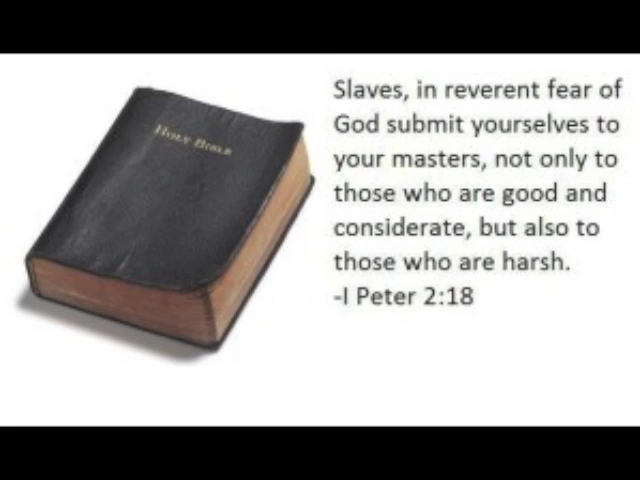 HOLY BIBLE
Slaves, in reverent fear of
God submit yourselves to
your masters, not only to
those who are good and
considerate, but also to
those who are harsh.
-I Peter 2:18